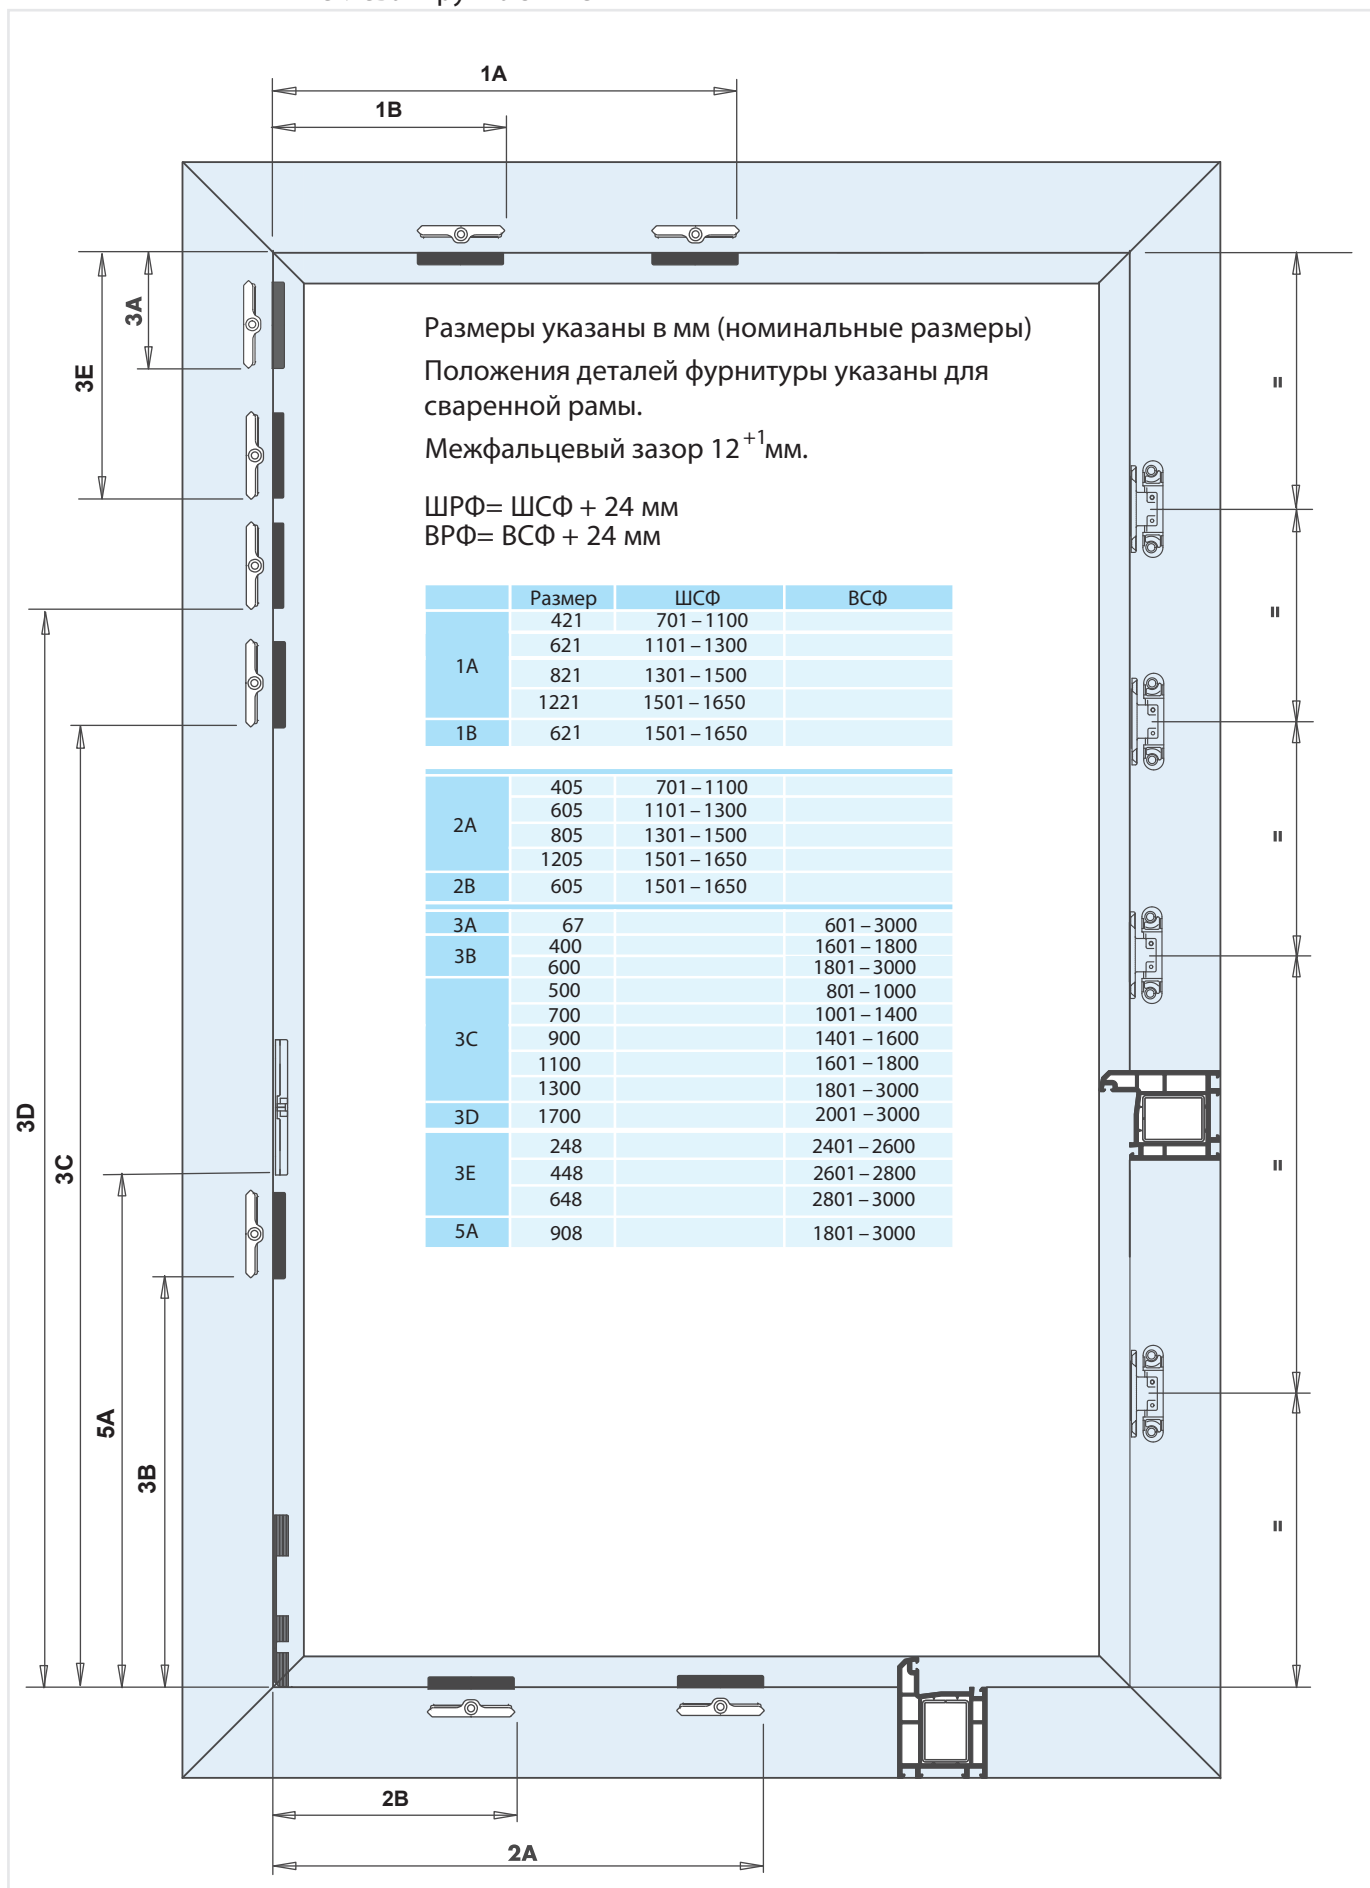 1A
1B
3A
3E
Размеры указаны в мм (номинальные размеры)
Положения деталей фурнитуры указаны для
сваренной рамы.
Межфальцевый зазор 12+1мм.
ШРФ= ШСФ + 24 мм
ВРФ= ВСФ + 24 мм
Размер ШСФ ВСФ
1A
421 701 – 1100
621 1101 – 1300
821 1301 – 1500
1221 1501 – 1650
1B 621 1501 – 1650
2A
405 701 – 1100
605 1101 – 1300
805 1301 – 1500
1205 1501 – 1650
2B 605 1501 – 1650
3A 67 601 – 3000
3B
400 1601 – 1800
600 1801 – 3000
3C
500 801 – 1000
700 1001 – 1400
900 1401 – 1600
1100 1601 – 1800
1300 1801 – 3000
3D 1700 2001 – 3000
3E
248 2401 – 2600
448 2601 – 2800
648 2801 – 3000
5A 908 1801 – 3000
=
=
=
=
=
3D
3C
5A
3B
2B
2A